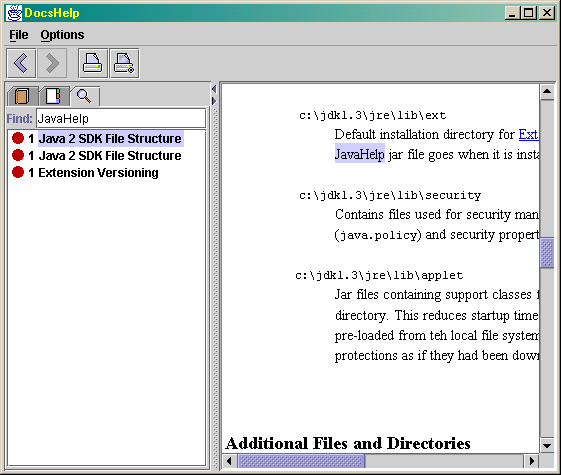 DocsHelp
File Options
Find: JavaHelp
1 Java 2 SDK File Structure
1 Java 2 SDK File Structure
1 Extension Versioning
c:\jdk1.3\jre\lib\ext
Default installation directory for Ext
JavaHelp jar file goes when it is insta
c:\jdk1.3\jre\lib\security
Contains files used for security man
(java.policy) and security propert
c:\jdk1.3\jre\lib\applet
Jar files containing support classes f
directory. This reduces startup time
pre-loaded from teh local file system
protections as if they had been down
Additional Files and Directories